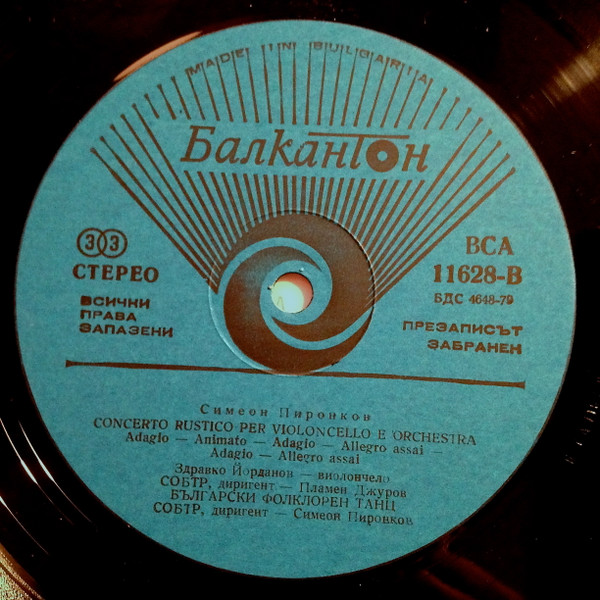 MADE IN BULGARIA
Балкантон
33
СТЕРЕО
ВСИЧКИ
ПРАВА
ЗАПАЗЕНИ
ВСА
11628-В
БДС 4648-79
ПРЕЗАПИСЪТ
ЗАБРАНЕН
Симеон Пиронков
CONCERTO RUSTICO PER VIOLONCELLO E ORCHESTRA
Adagio — Animato — Adagio — Allegro assai —
Adagio — Allegro assai
Здравко Йорданов — виолончело
СОБТР, диригент — Пламен Джуров
БЪЛГАРСКИ ФОЛКЛОРЕН ТАНЦ
СОБТР, диригент — Симеон Пиронков